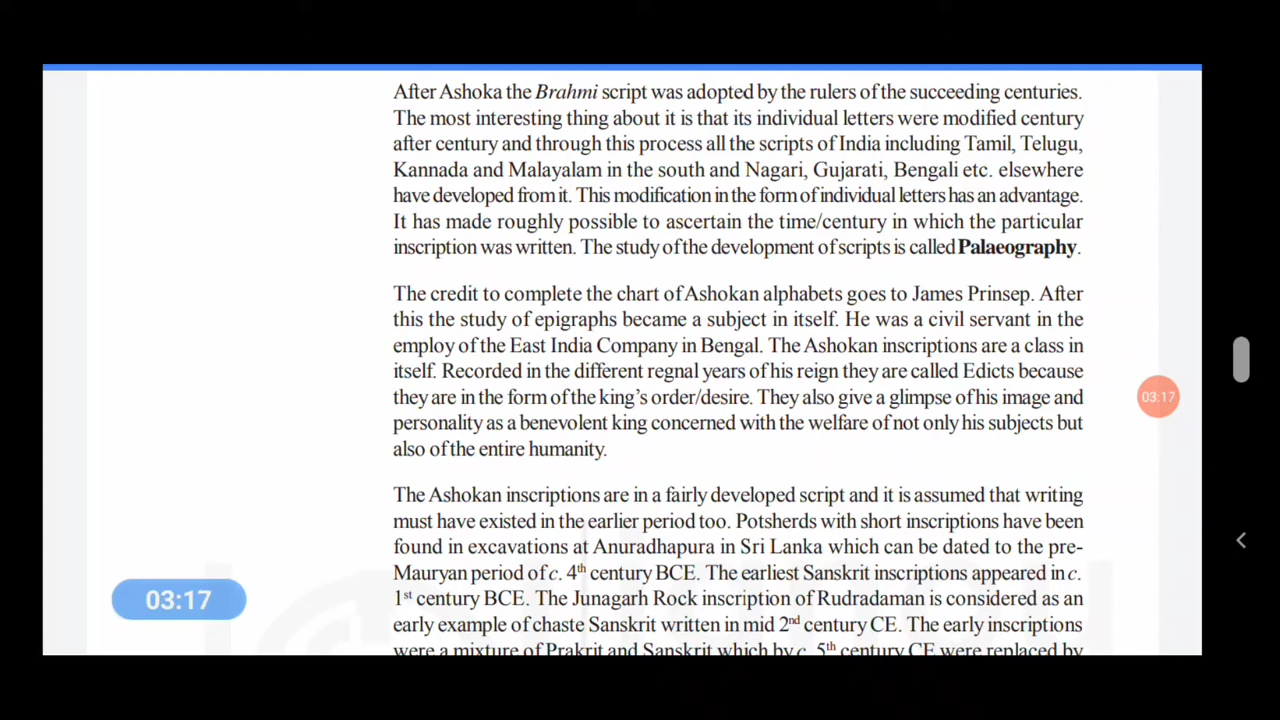 After Ashoka the Brahmi script was adopted by the rulers of the succeeding centuries.
The most interesting thing about it is that its individual letters were modified century
after century and through this process all the scripts of India including Tamil, Telugu,
Kannada and Malayalam in the south and Nagari, Gujarati, Bengali etc. elsewhere
have developed from it. This modification in the form of individual letters has an advantage.
It has made roughly possible to ascertain the time/century in which the particular
inscription was written. The study of the development of scripts is called Palaeography.
The credit to complete the chart of Ashokan alphabets goes to James Prinsep. After
this the study of epigraphs became a subject in itself. He was a civil servant in the
employ of the East India Company in Bengal. The Ashokan inscriptions are a class in
itself. Recorded in the different regnal years of his reign they are called Edicts because
they are in the form of the king's order/desire. They also give a glimpse of his image and
personality as a benevolent king concerned with the welfare of not only his subjects but
also of the entire humanity.
The Ashokan inscriptions are in a fairly developed script and it is assumed that writing
must have existed in the earlier period too. Potsherds with short inscriptions have been
found in excavations at Anuradhapura in Sri Lanka which can be dated to the pre-
Mauryan period of c. 4th century BCE. The earliest Sanskrit inscriptions appeared in c.
1st century BCE. The Junagarh Rock inscription of Rudradaman is considered as an
early example of chaste Sanskrit written in mid 2nd century CE. The early inscriptions
were a mixture of Prakrit and Sanskrit which by c. 5th century CE were replaced by
03:17
03:17